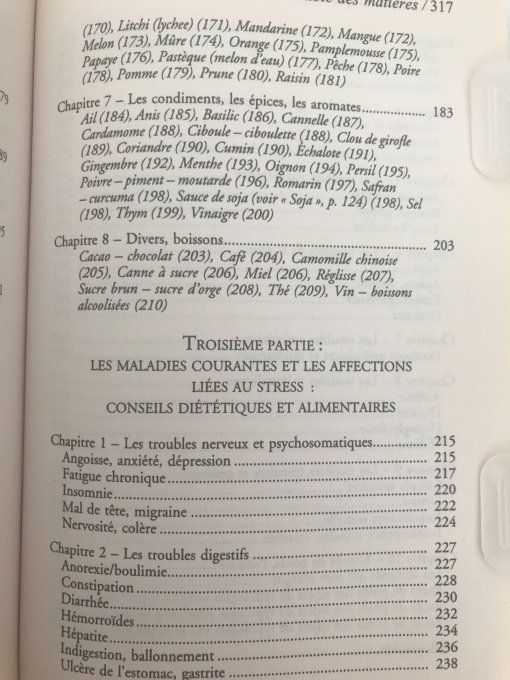 des matières / 317
(170), Litchi (lychee) (171), Mandarine (172), Mangue (172),
Melon (173), Mûre (174), Orange (175), Pamplemousse (175),
Papaye (176), Pastèque (melon d'eau) (177), Pêche (178), Poire
(178), Pomme (179), Prune (180), Raisin (181)
Chapitre 7 – Les condiments, les épices, les aromates................ 183
Ail (184), Anis (185), Basilic (186), Cannelle (187),
Cardamome (188), Ciboule – ciboulette (188), Clou de girofle
(189), Coriandre (190), Cumin (190), Échalote (191),
Gingembre (192), Menthe (193), Oignon (194), Persil (195),
Poivre – piment – moutarde (196), Romarin (197), Safran
– curcuma (198), Sauce de soja (voir « Soja », p. 124) (198), Sel
(198), Thym (199), Vinaigre (200)
Chapitre 8 – Divers, boissons................ 203
Cacao – chocolat (203), Café (204), Camomille chinoise
(205), Canne à sucre (206), Miel (206), Réglisse (207),
Sucre brun – sucre d'orge (208), Thé (209), Vin – boissons
alcoolisées (210)
TROISIÈME PARTIE :
LES MALADIES COURANTES ET LES AFFECTIONS
LIÉES AU STRESS :
CONSEILS DIÉTÉTIQUES ET ALIMENTAIRES
Chapitre 1 – Les troubles nerveux et psychosomatiques................ 215
Angoisse, anxiété, dépression................ 215
Fatigue chronique................ 217
Insomnie................ 220
Mal de tête, migraine................ 222
Nervosité, colère................ 224
Chapitre 2 – Les troubles digestifs................ 227
Anorexie/boulimie................ 227
Constipation................ 228
Diarrhée................ 230
Hémorroïdes................ 232
Hépatite................ 234
Indigestion, ballonnement................ 236
Ulcère de l'estomac, gastrite................ 238